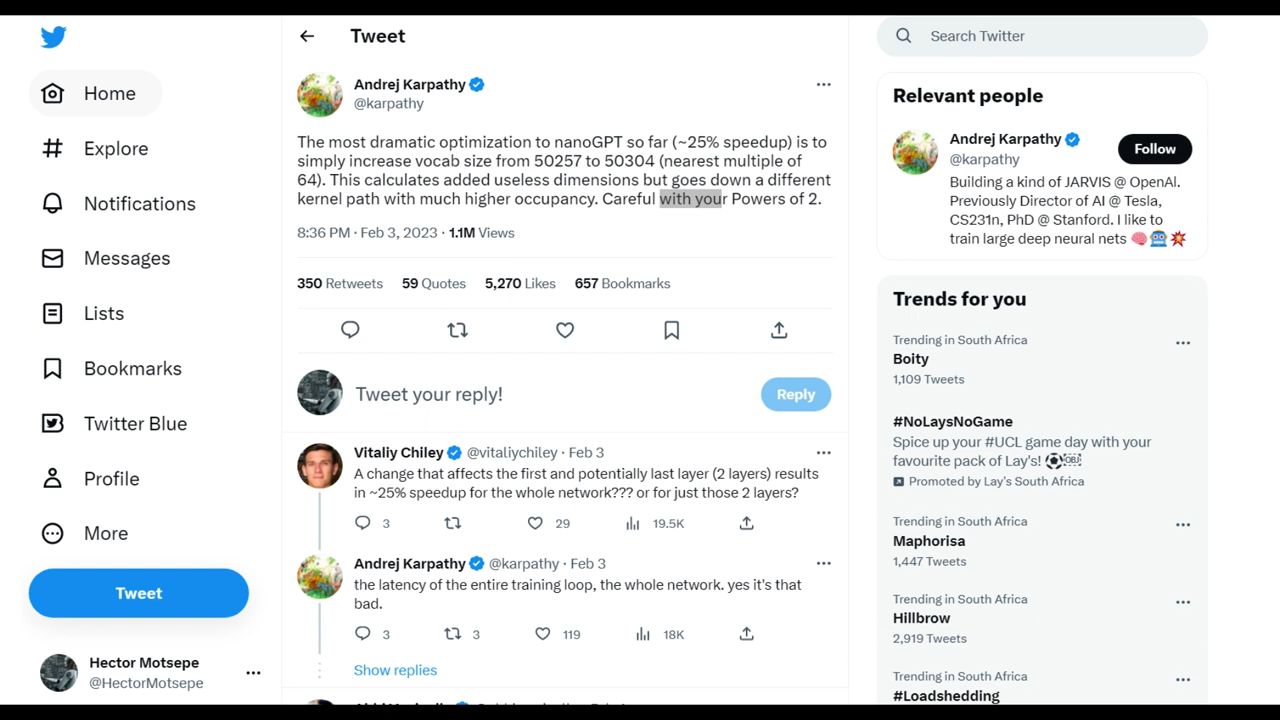 Home
Explore
Notifications
Messages
Lists
Bookmarks
Twitter Blue
Profile
More
Tweet
Hector Motsepe
@HectorMotsepe
Tweet
Andrej Karpathy
@karpathy
The most dramatic optimization to nanoGPT so far (~25% speedup) is to
simply increase vocab size from 50257 to 50304 (nearest multiple of
64). This calculates added useless dimensions but goes down a different
kernel path with much higher occupancy. Careful with your Powers of 2.
8:36 PM · Feb 3, 2023 · 1.1M Views
350 Retweets 59 Quotes 5,270 Likes 657 Bookmarks
Tweet your reply!
Reply
Vitaliy Chiley @vitaliychiley · Feb 3
A change that affects the first and potentially last layer (2 layers) results
in ~25% speedup for the whole network??? or for just those 2 layers?
3 29 19.5K
Andrej Karpathy @karpathy · Feb 3
the latency of the entire training loop, the whole network. yes it's that
bad.
3 3 119 18K
Show replies
Search Twitter
Relevant people
Andrej Karpathy
@karpathy
Follow
Building a kind of JARVIS @ OpenAI.
Previously Director of AI @ Tesla,
CS231n, PhD @ Stanford. I like to
train large deep neural nets 🧠🤖💥
Trends for you
Trending in South Africa
Boity
1,109 Tweets
#NoLaysNoGame
Spice up your #UCL game day with your
favourite pack of Lay's! ⚽
Promoted by Lay's South Africa
Trending in South Africa
Maphorisa
1,447 Tweets
Trending in South Africa
Hillbrow
2,919 Tweets
Trending in South Africa
#Loadshedding